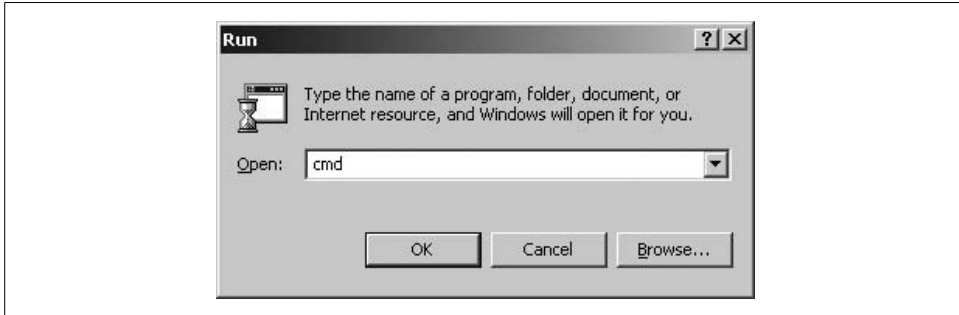 Run
Type the name of a program, folder, document, or
Internet resource, and Windows will open it for you.
Open: cmd
OK Cancel Browse...